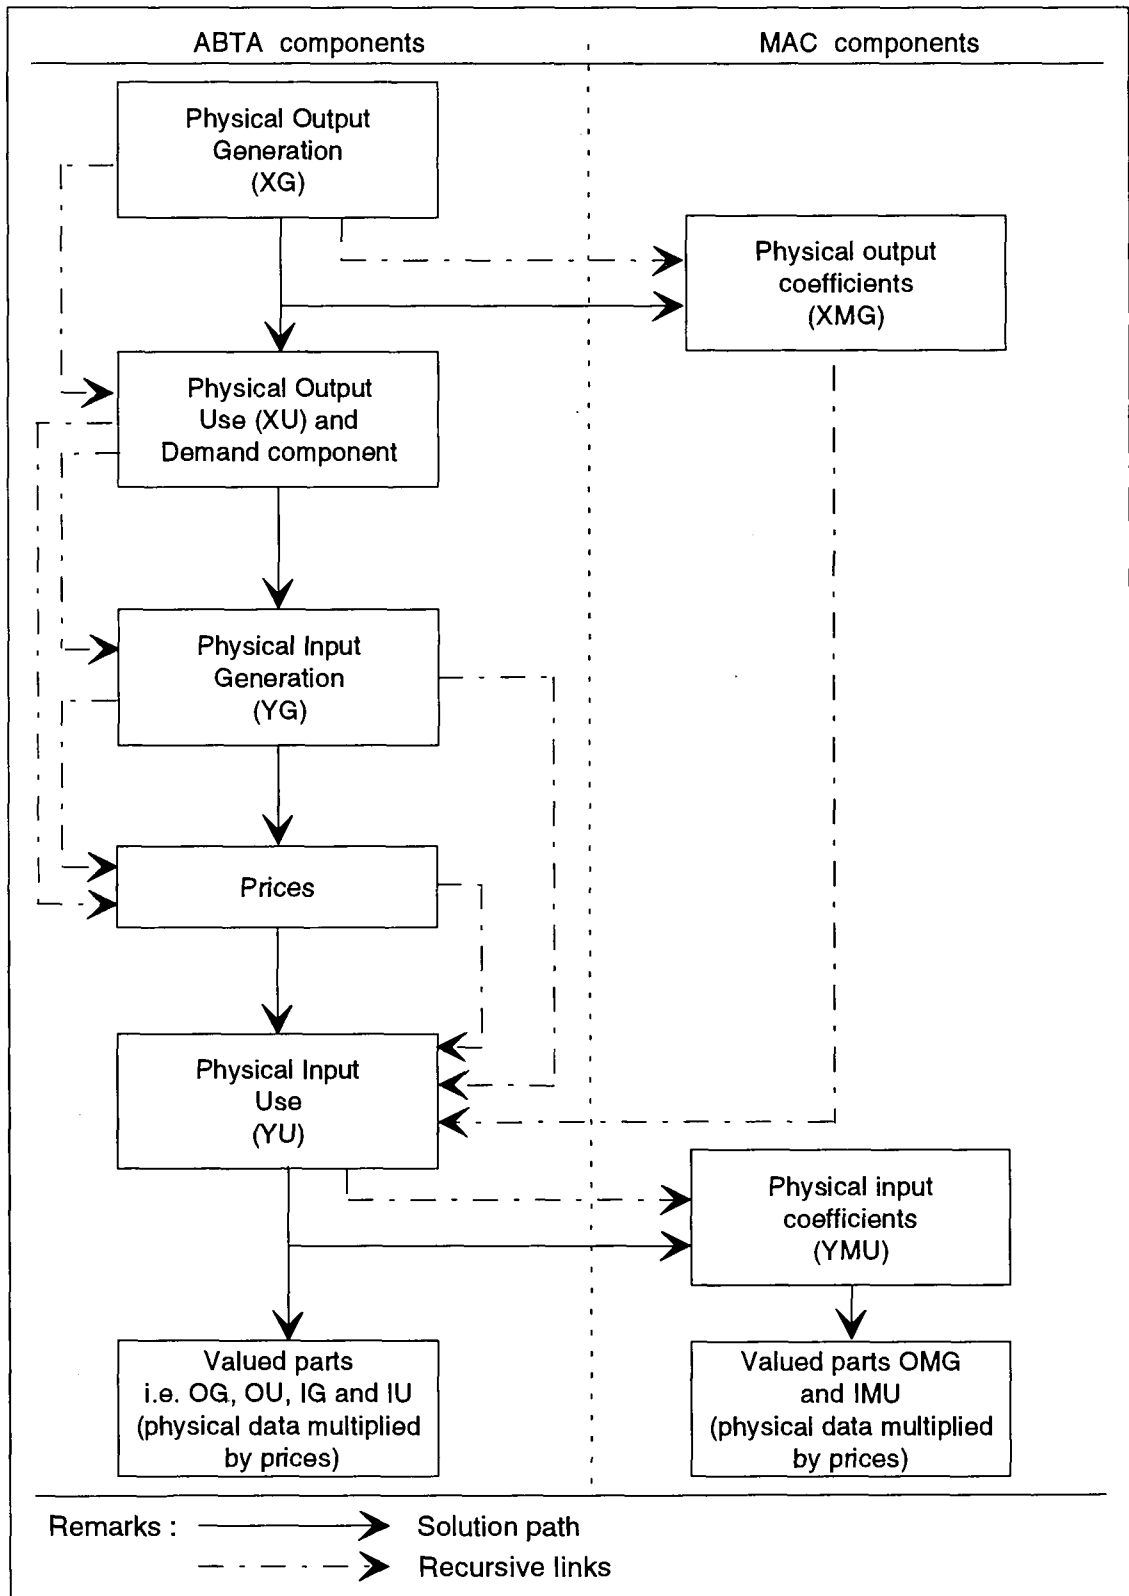 ABTA components
MAC components
Physical Output
Generation
(XG)
Physical output
coefficients
(XMG)
Physical Output
Use (XU) and
Demand component
Physical Input
Generation
(YG)
Prices
Physical Input
Use
(YU)
Physical input
coefficients
(YMU)
Valued parts
i.e. OG, OU, IG and IU
(physical data multiplied
by prices)
Valued parts OMG
and IMU
(physical data multiplied
by prices)
Remarks :
Solution path
Recursive links